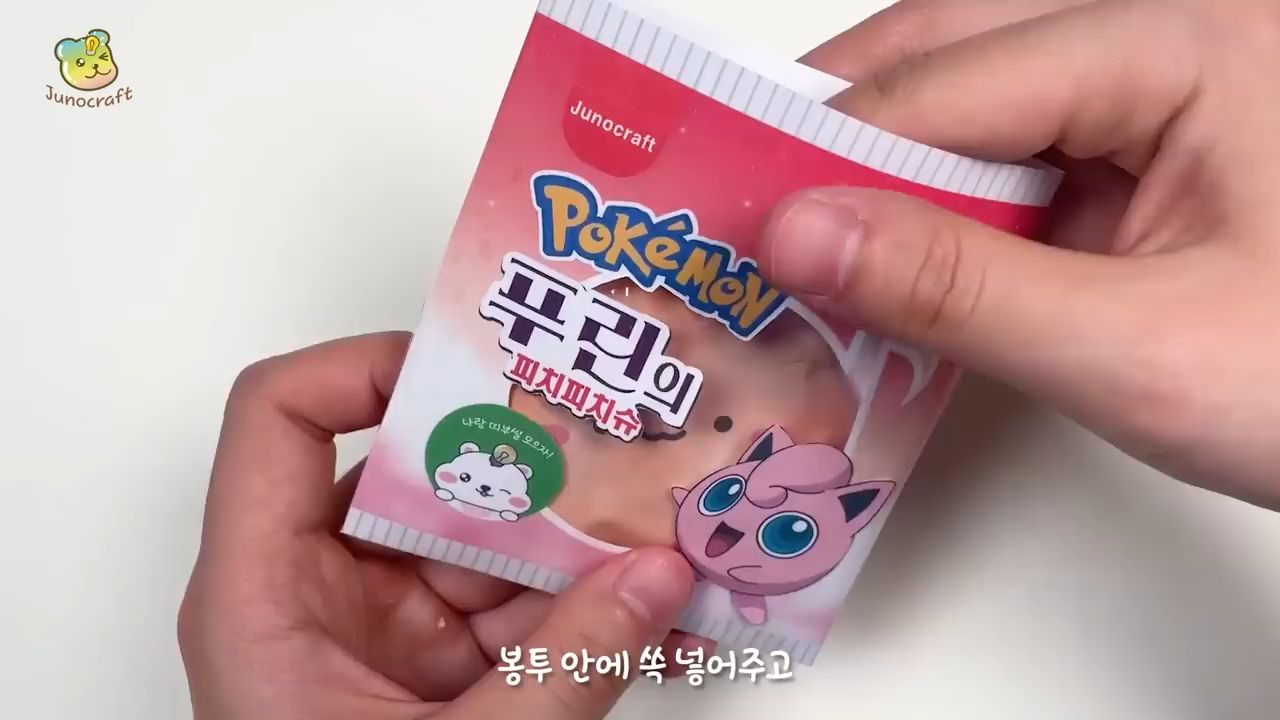 Junocraft
Junocraft
POKéMON
푸린의
피치피치슈
나랑 띠부씰 모으자!
봉투 안에 쏙 넣어주고